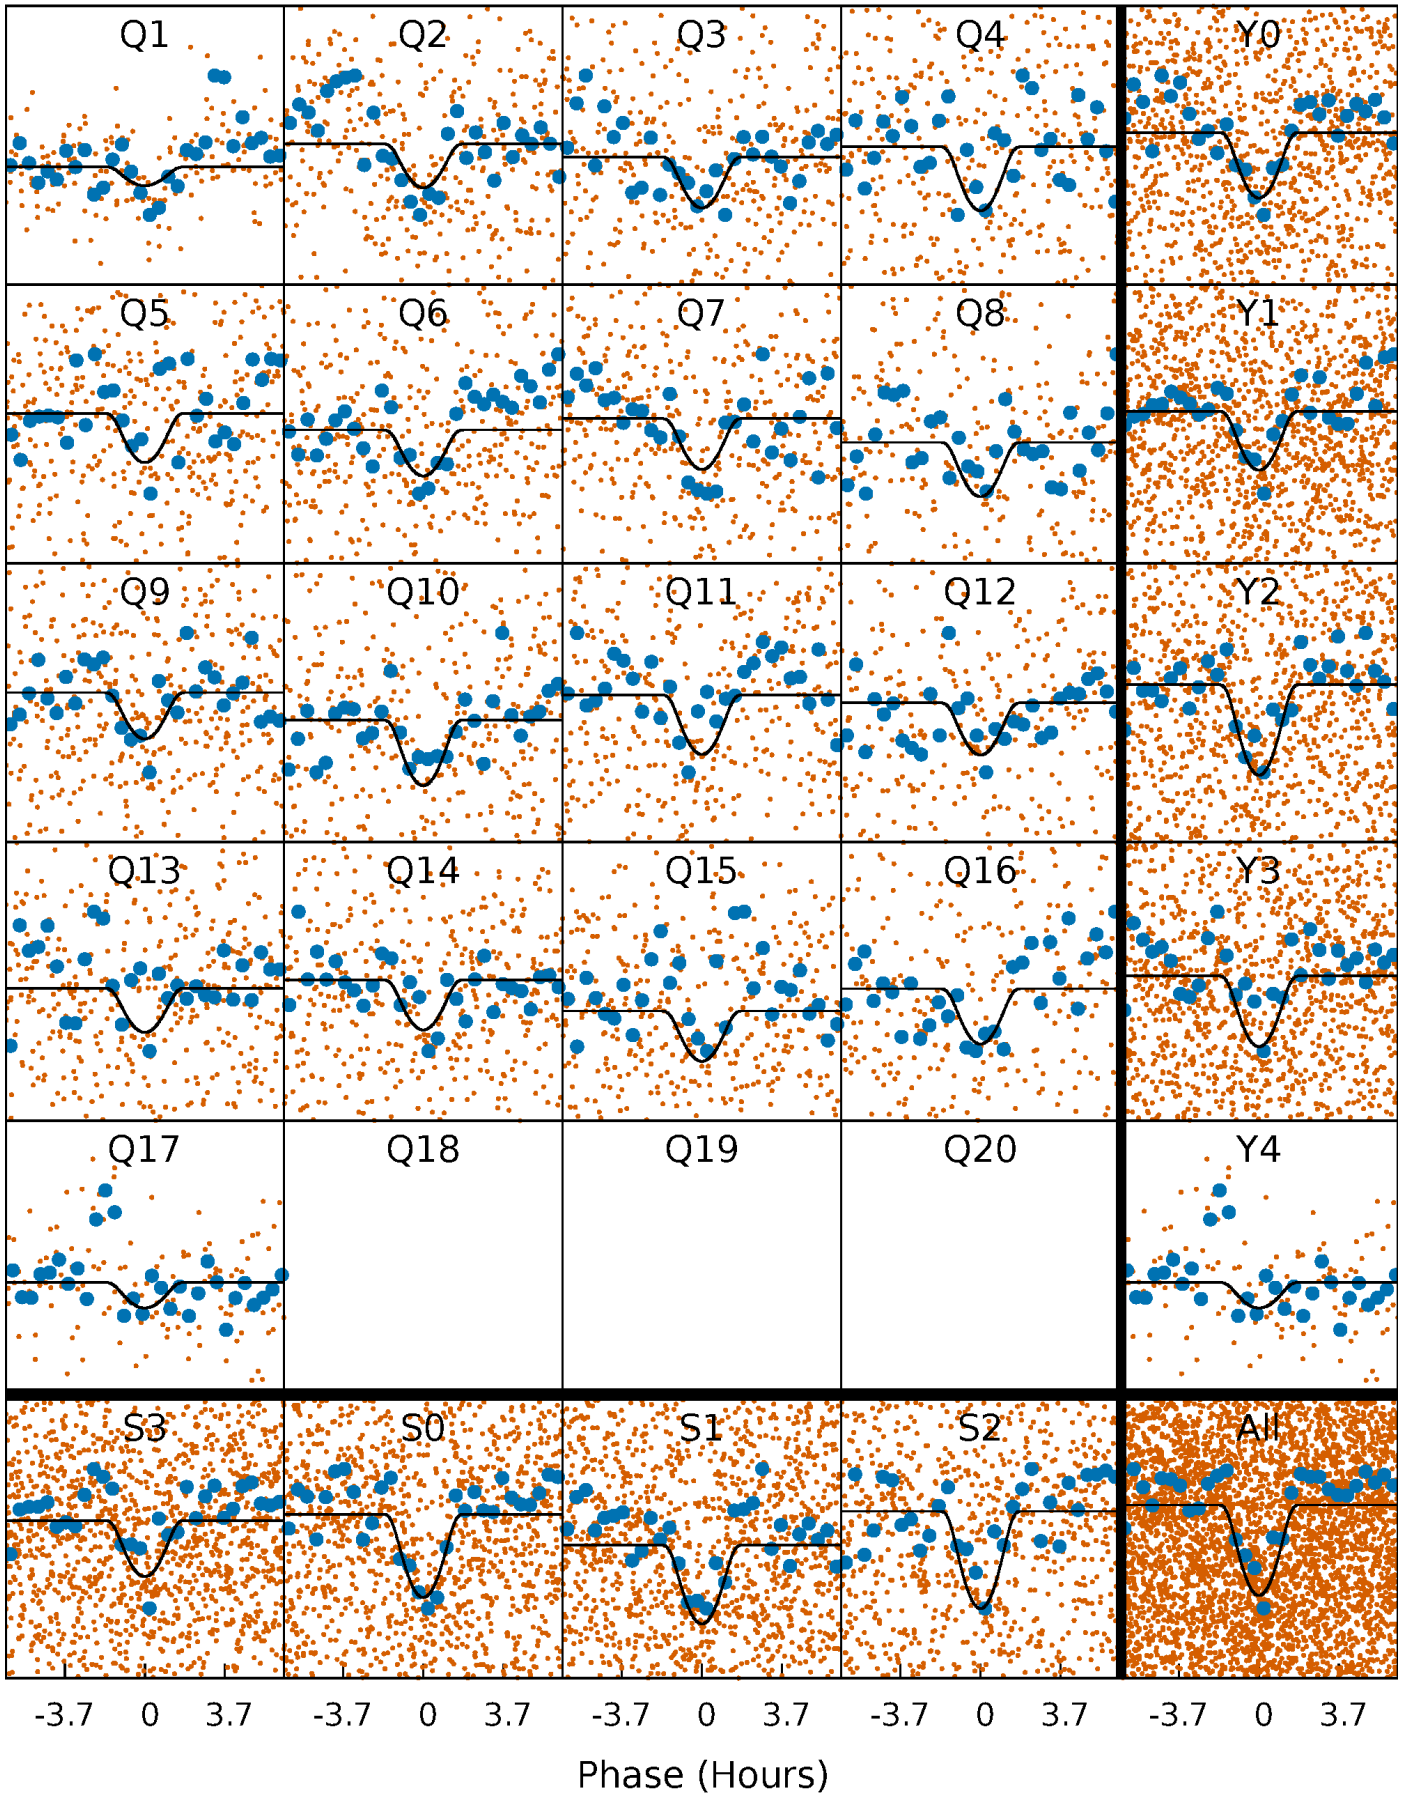 Q1 Q2 Q3 Q4 Y0
Q5 Q6 Q7 Q8 Y1
Q9 Q10 Q11 Q12 Y2
Q13 Q14 Q15 Q16 Y3
Q17 Q18 Q19 Q20 Y4
S3 S0 S1 S2 All
-3.7 0 3.7 -3.7 0 3.7 -3.7 0 3.7 -3.7 0 3.7 -3.7 0 3.7
Phase (Hours)